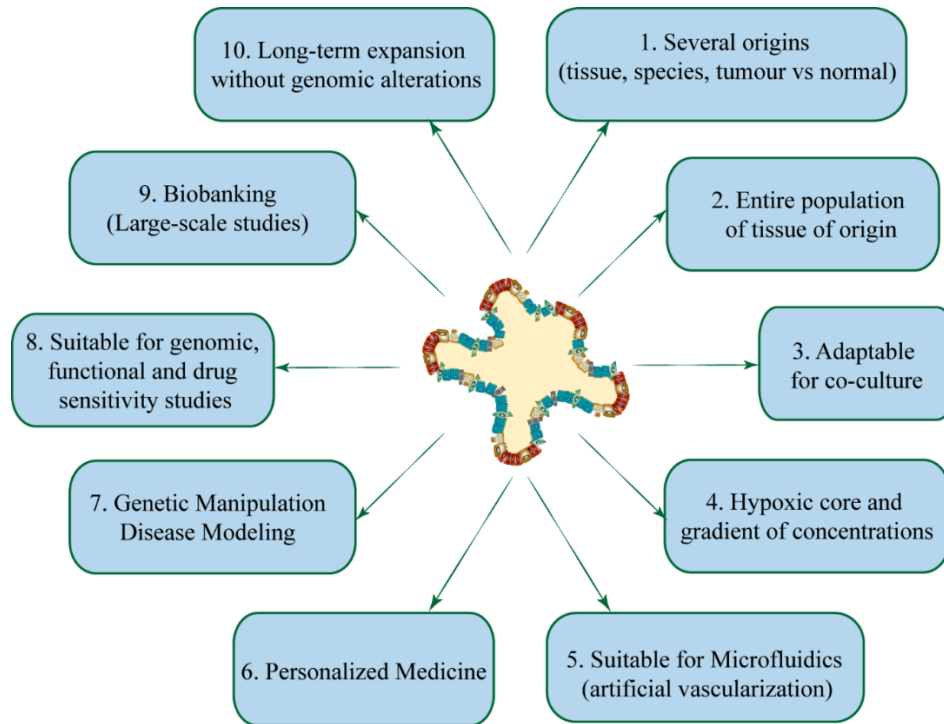 10. Long-term expansion
without genomic alterations
1. Several origins
(tissue, species, tumour vs normal)
9. Biobanking
(Large-scale studies)
2. Entire population
of tissue of origin
8. Suitable for genomic,
functional and drug
sensitivity studies
3. Adaptable
for co-culture
7. Genetic Manipulation
Disease Modeling
4. Hypoxic core and
gradient of concentrations
6. Personalized Medicine
5. Suitable for Microfluidics
(artificial vascularization)